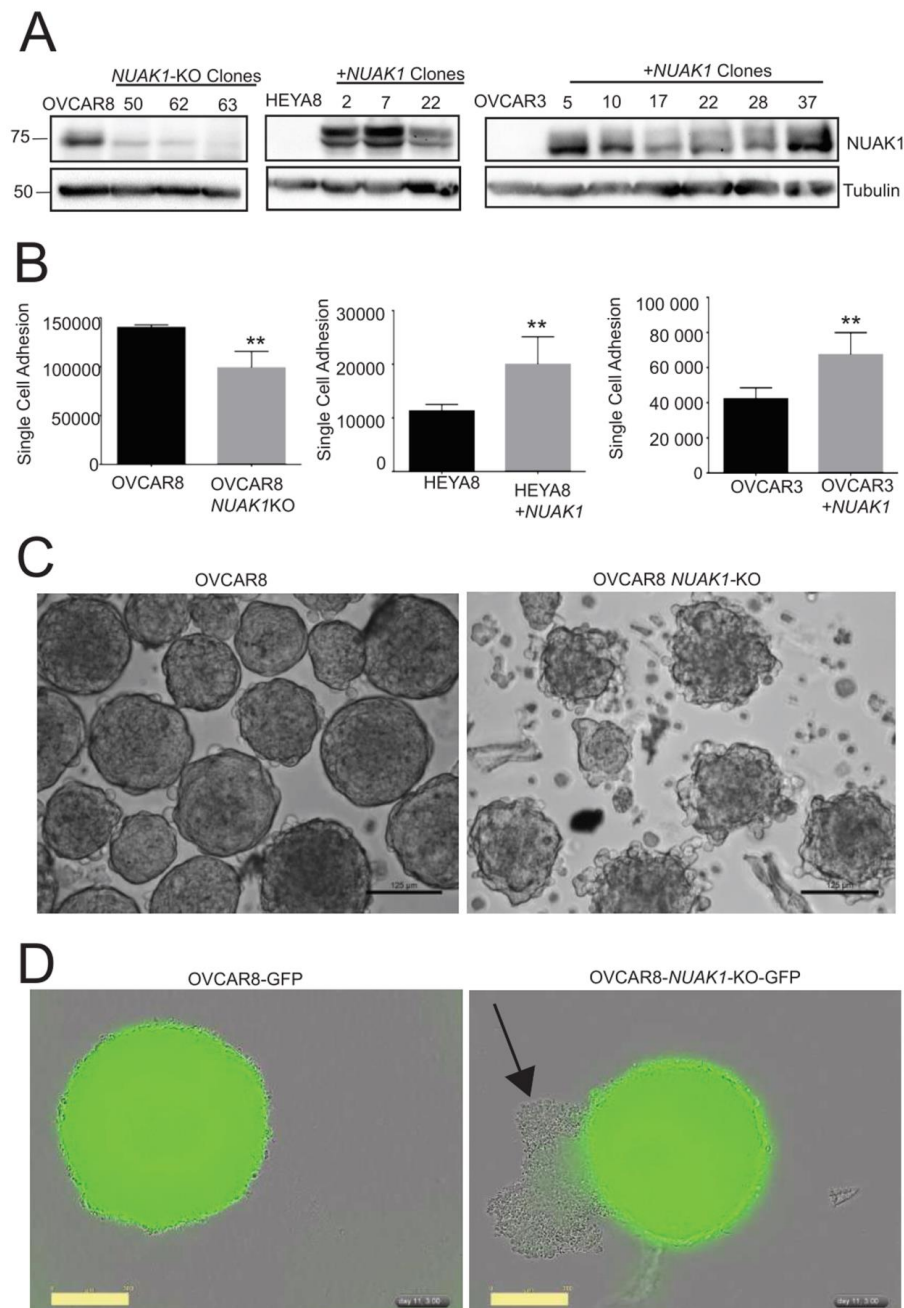 A
NUAK1-KO Clones
OVCAR8 50 62 63
+NUAK1 Clones
HEYA8 2 7 22
+NUAK1 Clones
OVCAR3 5 10 17 22 28 37
75
NUAK1
50
Tubulin
B
Single Cell Adhesion
150000
100000
50000
0
**
OVCAR8
OVCAR8
NUAK1KO
Single Cell Adhesion
30000
20000
10000
0
**
HEYA8
HEYA8
+NUAK1
Single Cell Adhesion
100 000
80 000
60 000
40 000
20 000
0
**
OVCAR3
OVCAR3
+NUAK1
C
OVCAR8
OVCAR8 NUAK1-KO
125 µm
125 µm
D
OVCAR8-GFP
OVCAR8-NUAK1-KO-GFP
day 11, 3:00
day 11, 3:00